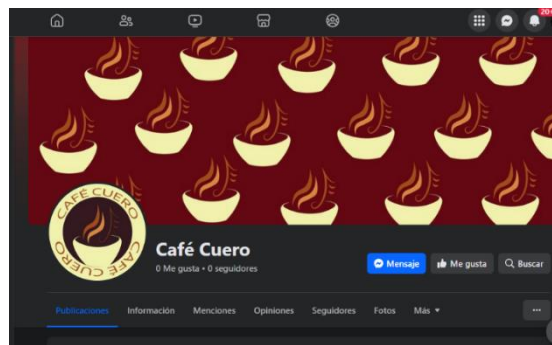 20+
CAFÉ CUERO
CAFÉ CUERO
Café Cuero
0 Me gusta • 0 seguidores
Mensaje
Me gusta
Buscar
Publicaciones
Información
Menciones
Opiniones
Seguidores
Fotos
Más